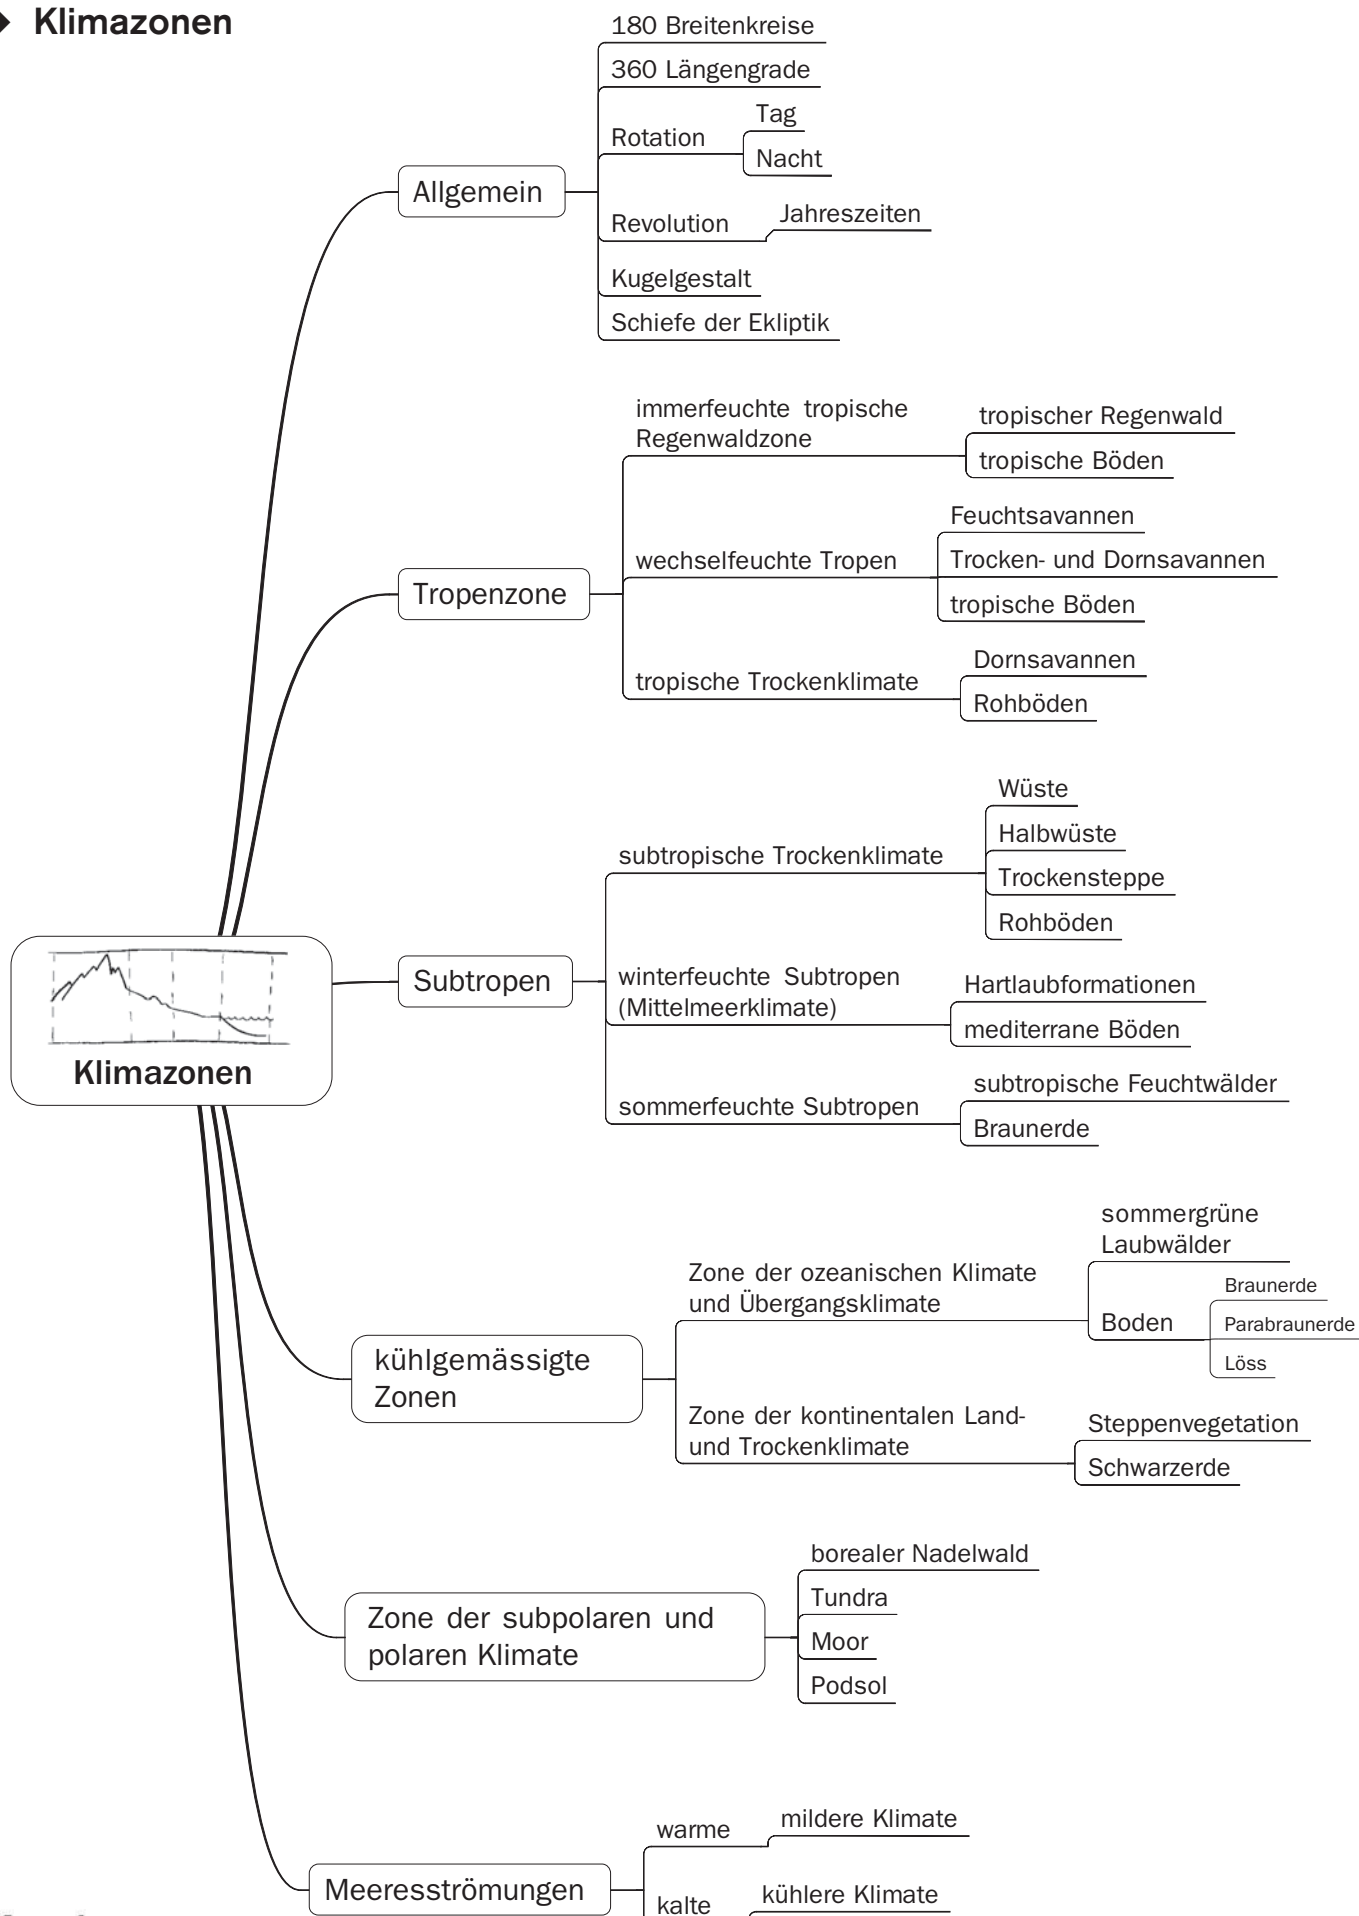 Klimazonen
180 Breitenkreise
360 Längengrade
Rotation
Tag
Nacht
Allgemein
Revolution
Jahreszeiten
Kugelgestalt
Schiefe der Ekliptik
immerfeuchte tropische
Regenwaldzone
tropischer Regenwald
tropische Böden
wechselfeuchte Tropen
Feuchtsavannen
Trocken- und Dornsavannen
tropische Böden
Tropenzone
tropische Trockenklimate
Dornsavannen
Rohböden
subtropische Trockenklimate
Wüste
Halbwüste
Trockensteppe
Rohböden
Subtropen
winterfeuchte Subtropen
(Mittelmeerklimate)
Hartlaubformationen
mediterrane Böden
sommerfeuchte Subtropen
subtropische Feuchtwälder
Braunerde
Klimazonen
kühlgemässigte
Zonen
Zone der ozeanischen Klimate
und Übergangsklimate
sommergrüne
Laubwälder
Boden
Braunerde
Parabraunerde
Löss
Zone der kontinentalen Land-
und Trockenklimate
Steppenvegetation
Schwarzerde
Zone der subpolaren und
polaren Klimate
borealer Nadelwald
Tundra
Moor
Podsol
Meeresströmungen
warme
mildere Klimate
kalte
kühlere Klimate